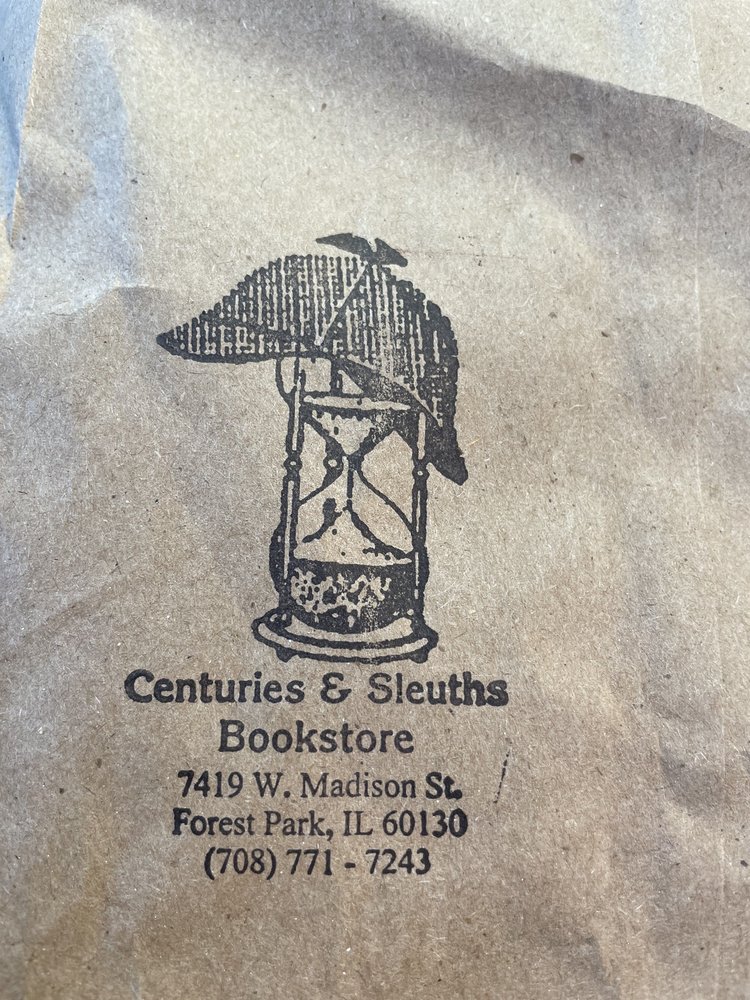 Centuries & Sleuths
Bookstore
7419 W. Madison St.
Forest Park, IL 60130
(708) 771 - 7243